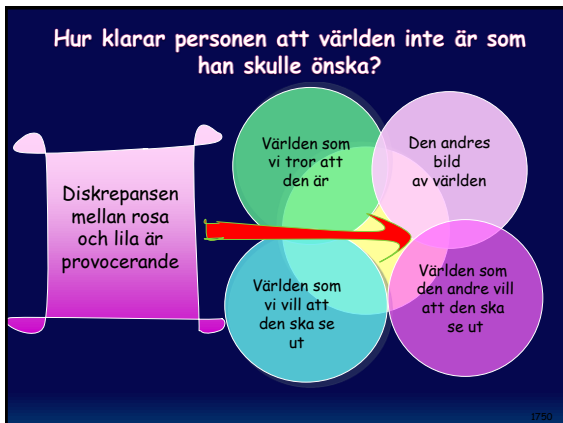 Hur klarar personen att världen inte är som
han skulle önska?
Världen som
vi tror att
den är
Den andres
bild
av världen
Diskrepansen
mellan rosa
och lila är
provocerande
Världen som
vi vill att
den ska se
ut
Världen som
den andre vill
att den ska
se ut
1750